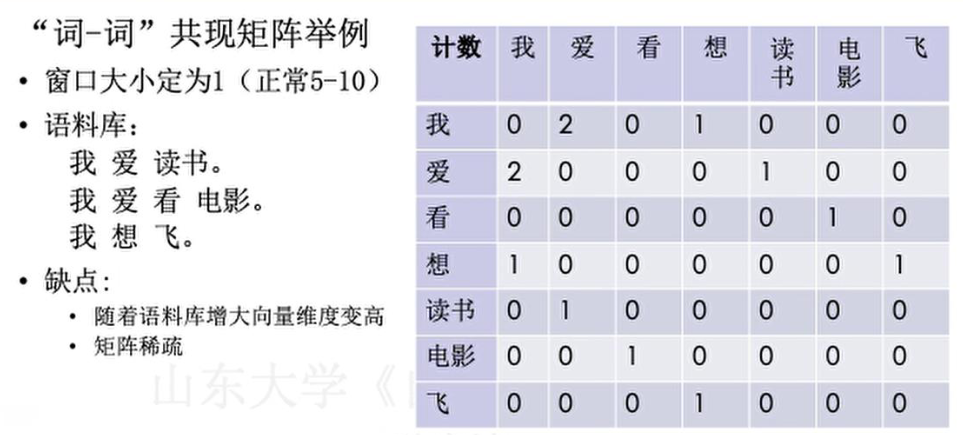 “词-词”共现矩阵举例
• 窗口大小定为1（正常5-10）
• 语料库：
我 爱 读书。
我 爱 看 电影。
我 想 飞。
• 缺点：
• 随着语料库增大向量维度变高
• 矩阵稀疏
山东大学《
计数 我 爱 看 想 读书 电影 飞
我 0 2 0 1 0 0 0
爱 2 0 0 0 1 0 0
看 0 0 0 0 0 1 0
想 1 0 0 0 0 0 1
读书 0 1 0 0 0 0 0
电影 0 0 1 0 0 0 0
飞 0 0 0 1 0 0 0